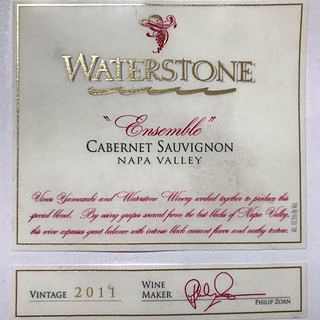 WATERSTONE
"Ensemble"
CABERNET SAUVIGNON
NAPA VALLEY
Vinos Yamazaki and Waterstone Winery worked together to produce this
special blend. By using grapes sourced from the best blocks of Napa Valley,
this wine expresses great balance with intense black currant flavor and earthy texture.
VINTAGE 2011
WINE
MAKER
PHILIP ZORN